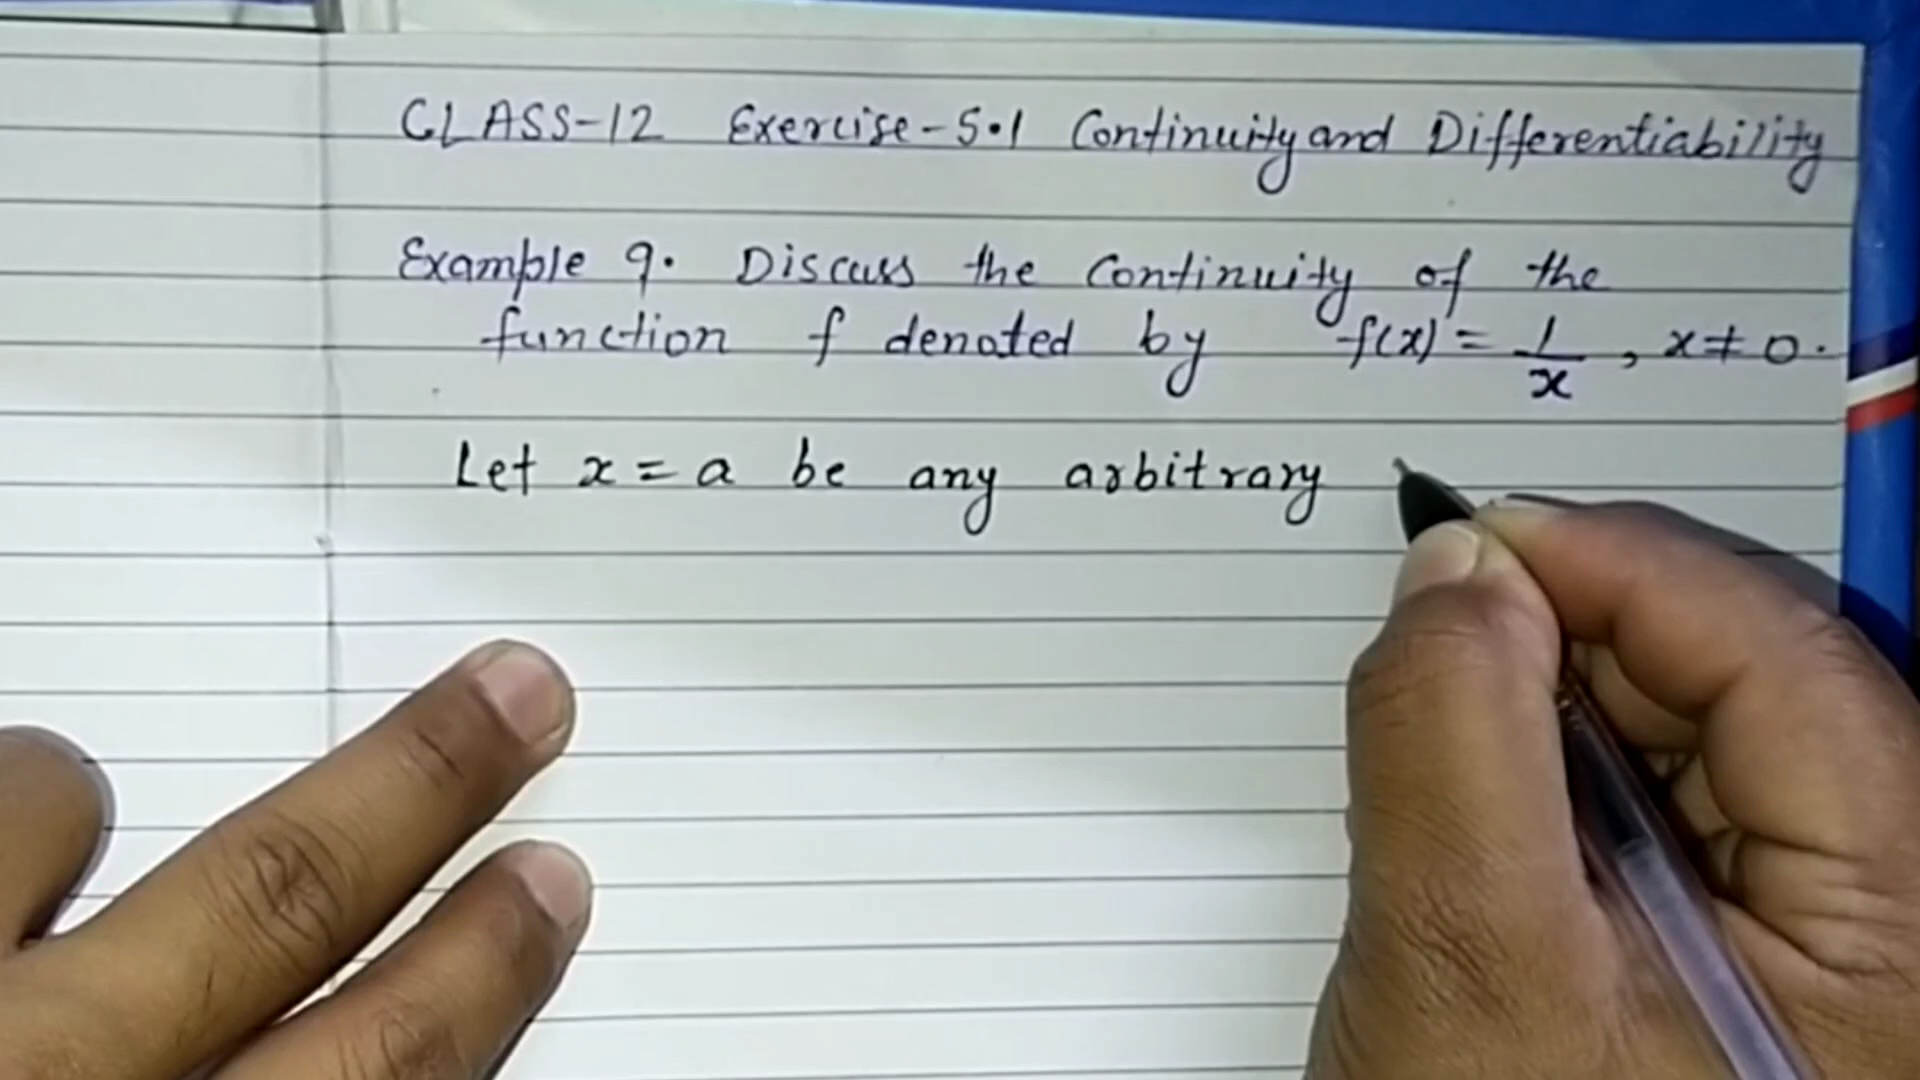 CLASS-12 Exercise-5.1 Continuity and Differentiability
Example 9. Discuss the Continuity of the
function f denoted by f(x) = 1/x, x ≠ 0.
Let x = a be any arbitrary